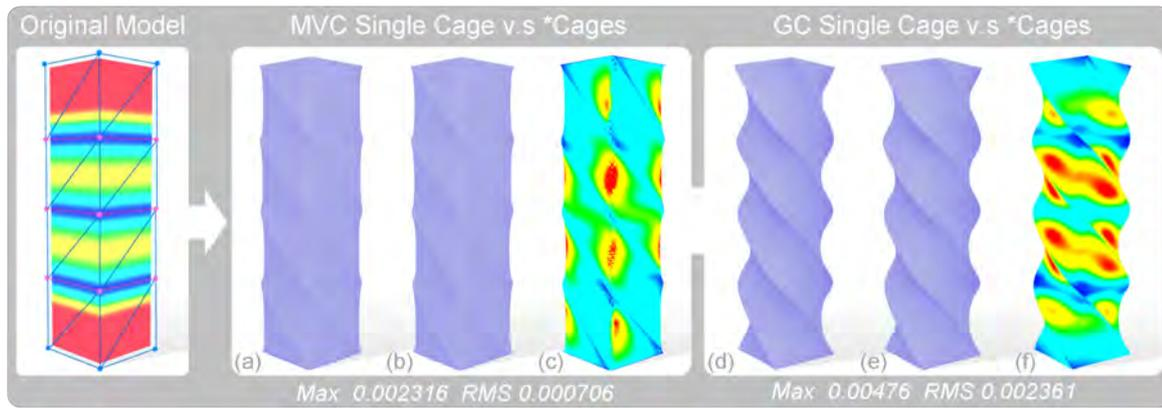 Original Model
MVC Single Cage v.s *Cages
GC Single Cage v.s *Cages
(a)
(b)
(c)
(d)
(e)
(f)
Max 0.002316 RMS 0.000706
Max 0.00476 RMS 0.002361